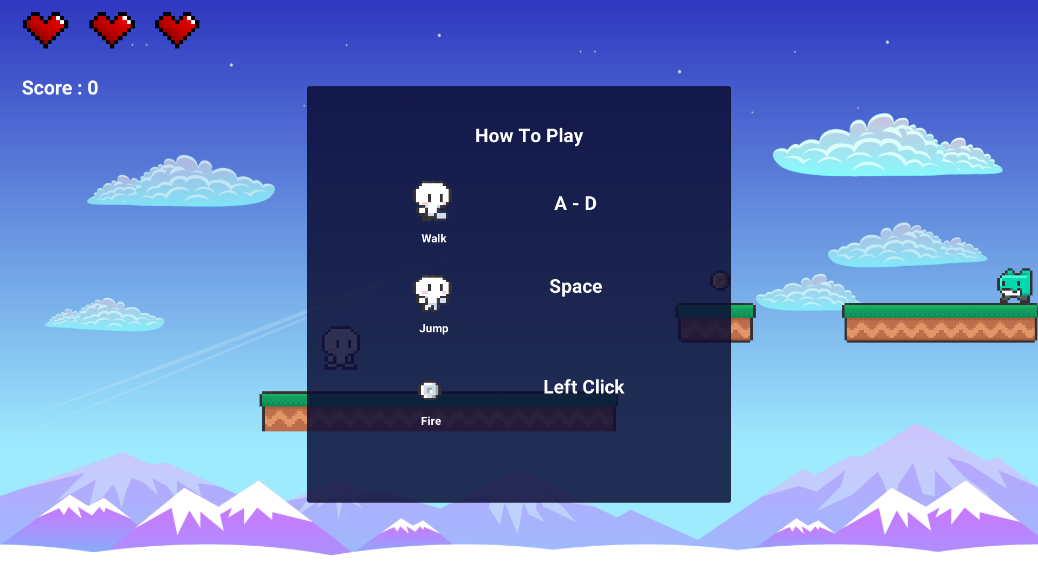 Score : 0
How To Play
Walk
A - D
Jump
Space
Fire
Left Click